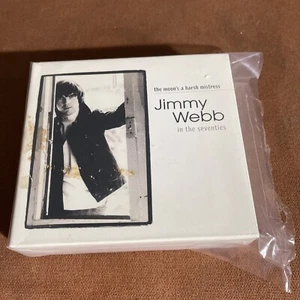 the moon's a harsh mistress
Jimmy
Webb
in the seventies